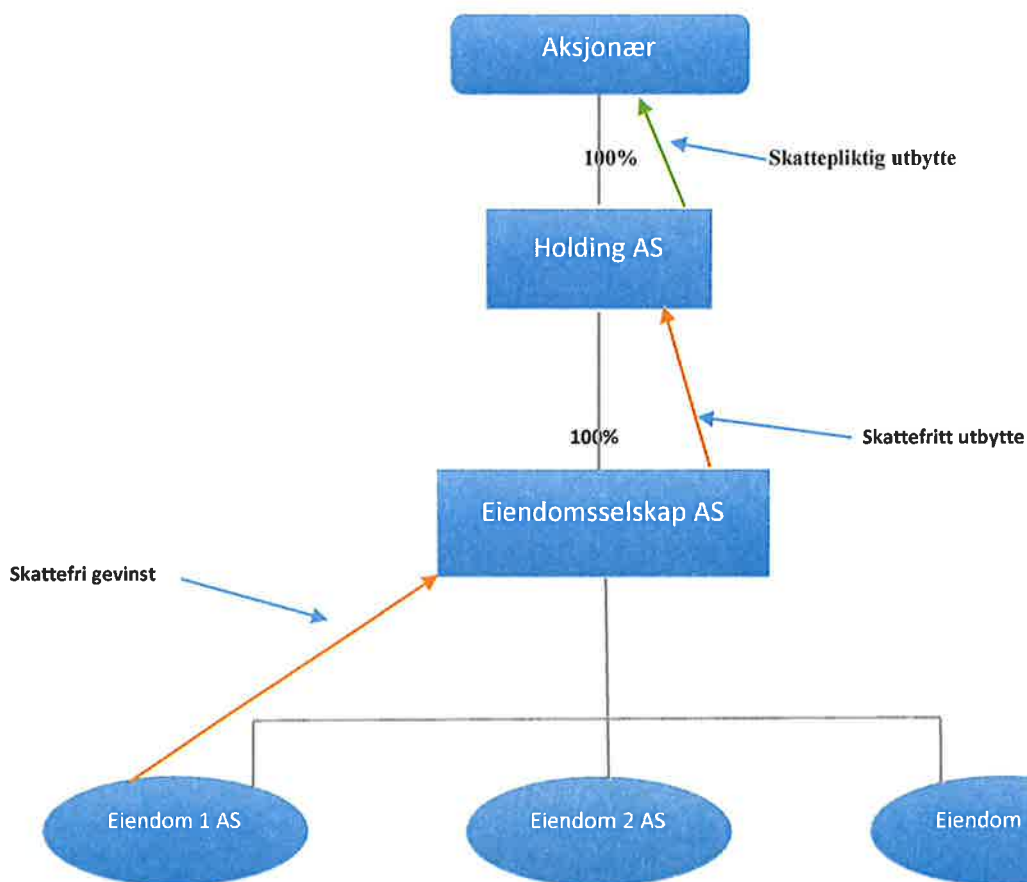 Aksjonær
100%
Skattepliktig utbytte
Holding AS
100%
Skattefritt utbytte
Eiendomsselskap AS
Skattefri gevinst
Eiendom 1 AS
Eiendom 2 AS
Eiendom